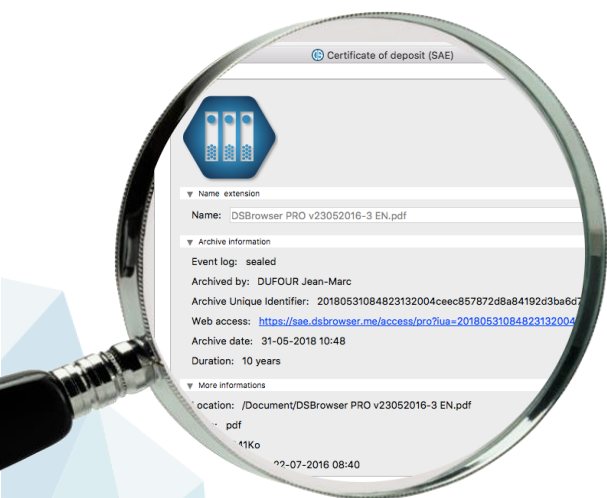 Certificate of deposit (SAE)
Name extension
Name: DSBrowser PRO v23052016-3 EN.pdf
Archive information
Event log: sealed
Archived by: DUFOUR Jean-Marc
Archive Unique Identifier: 20180531084823132004ceec857872d8a84192d3ba6d7
Web access: https://sae.dsbrowser.me/access/pro?iua=20180531084823132004
Archive date: 31-05-2018 10:48
Duration: 10 years
More informations
Location: /Document/DSBrowser PRO v23052016-3 EN.pdf
pdf
1Ko
22-07-2016 08:40